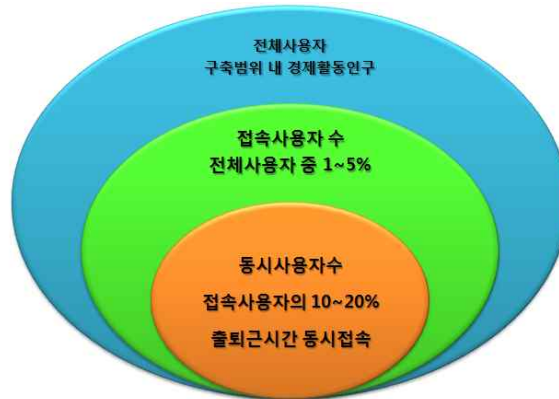 전체사용자
구축범위 내 경제활동인구
접속사용자 수
전체사용자 중 1~5%
동시사용자수
접속사용자의 10~20%
출퇴근시간 동시접속